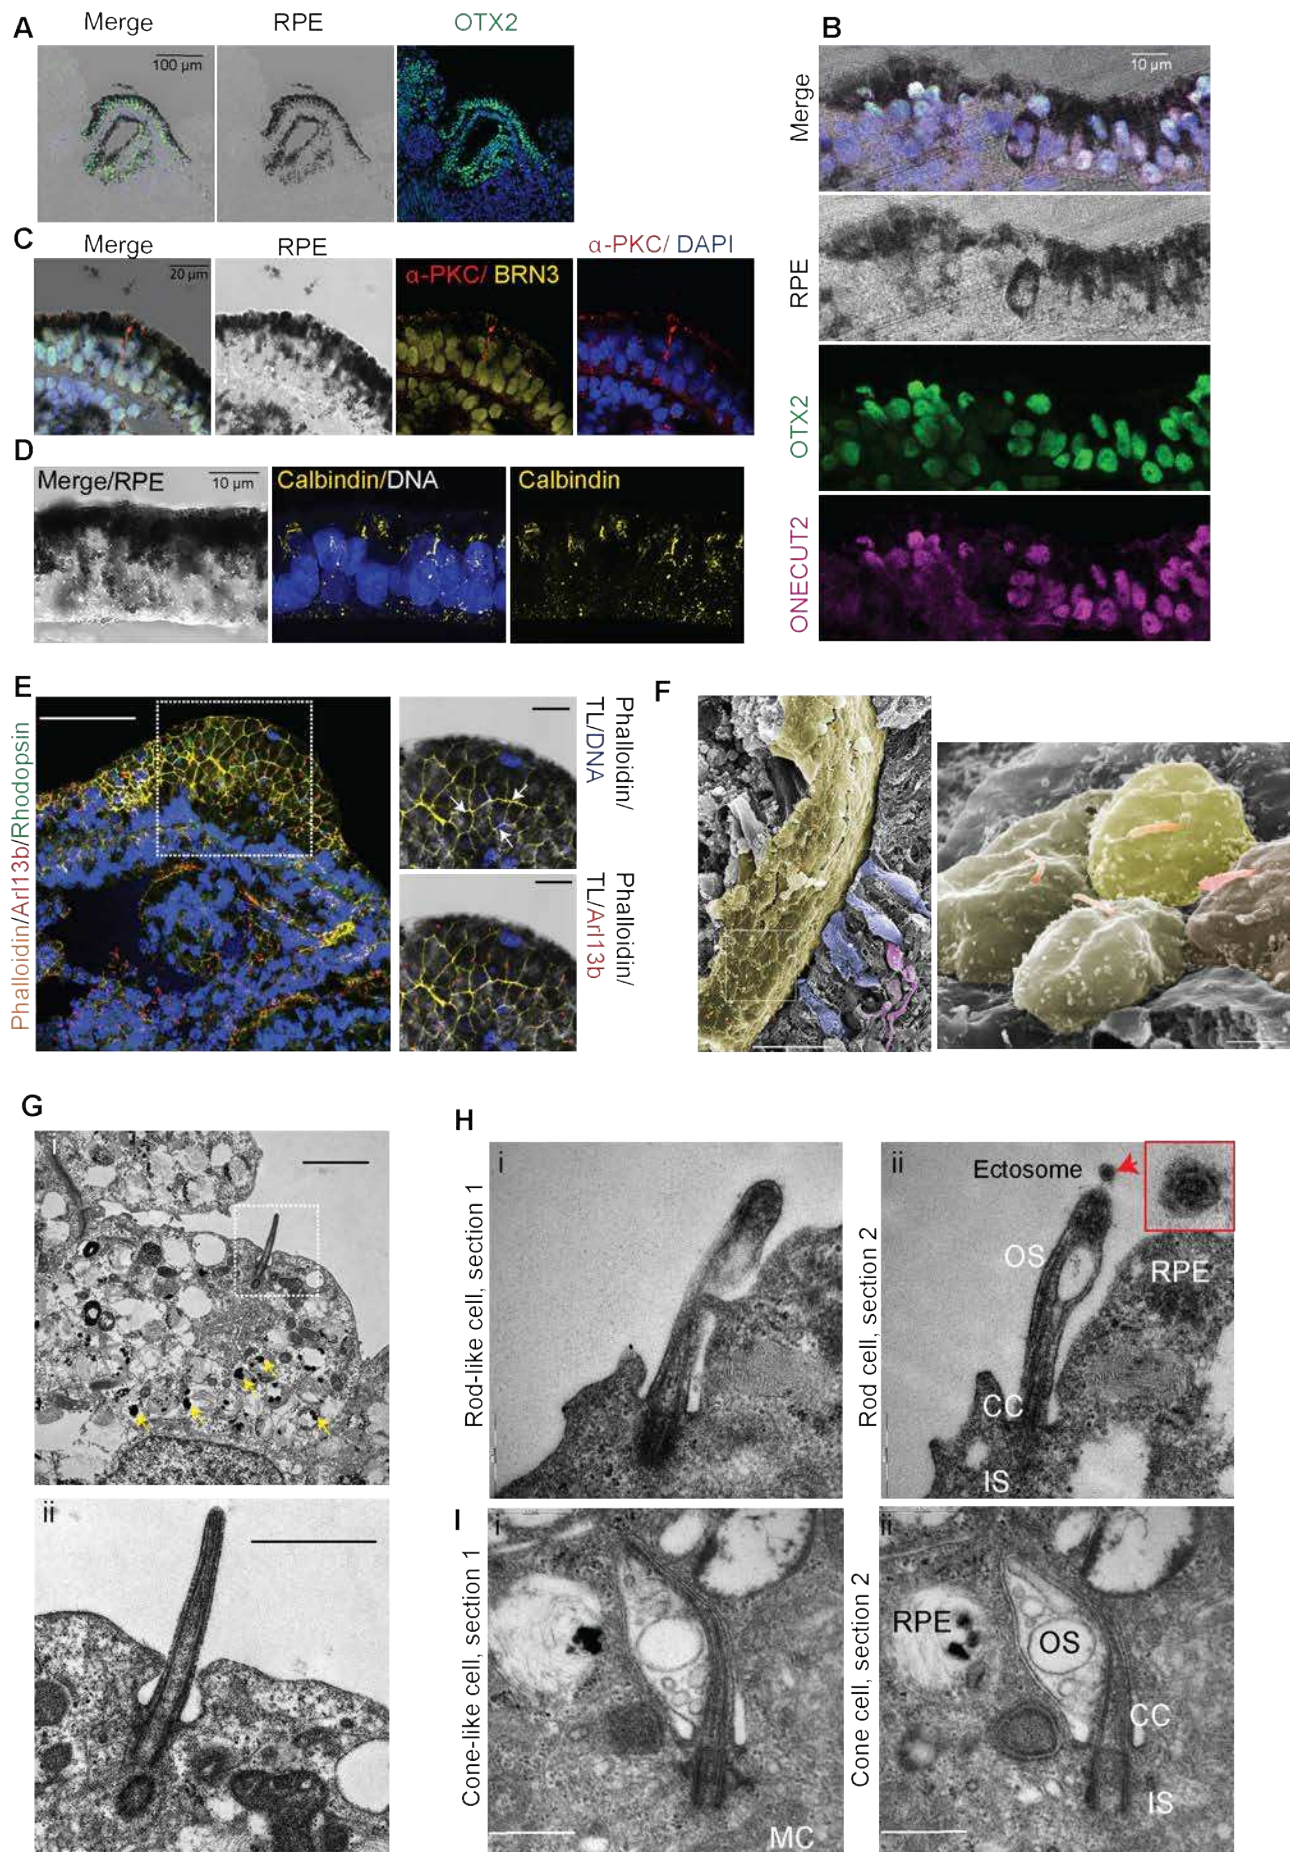 A
Merge
RPE
OTX2
100 µm
B
10 µm
Merge
RPE
OTX2
ONECUT2
C
Merge
RPE
α-PKC/ DAPI
20 µm
α-PKC/ BRN3
D
Merge/RPE
10 µm
Calbindin/DNA
Calbindin
E
Phalloidin/Arl13b/Rhodopsin
Phalloidin/
TL/DNA
Phalloidin/
TL/Arl13b
F
G
i
ii
H
Rod-like cell, section 1
i
Rod cell, section 2
ii
Ectosome
OS
RPE
CC
IS
I
Cone-like cell, section 1
i
MC
Cone cell, section 2
ii
RPE
OS
CC
IS